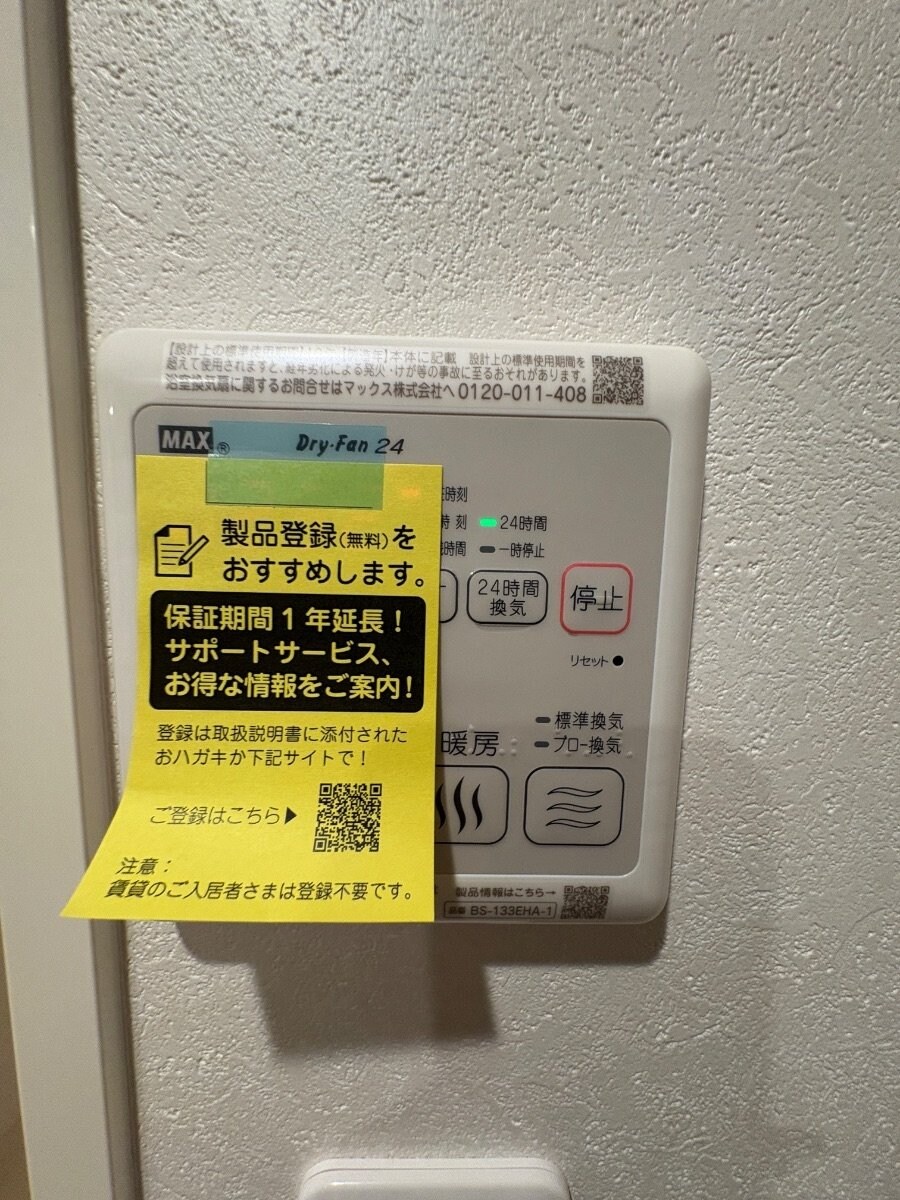 【設計上の標準使用期間】 本体に記載 設計上の標準使用期間を
超えて使用されますと、経年劣化による発火・けが等の事故に至るおそれがあります。
浴室換気扇に関するお問合せはマックス株式会社へ 0120-011-408
MAX® Dry・Fan 24
時刻
時刻 24時間
時間 一時停止
24時間
換気
停止
リセット
暖房
標準換気
プロー換気
製品登録(無料)を
おすすめします。
保証期間1年延長！
サポートサービス、
お得な情報をご案内！
登録は取扱説明書に添付された
おハガキか下記サイトで！
ご登録はこちら▶
注意：
賃貸のご入居者さまは登録不要です。
製品情報はこちら→
品番 BS-133EHA-1